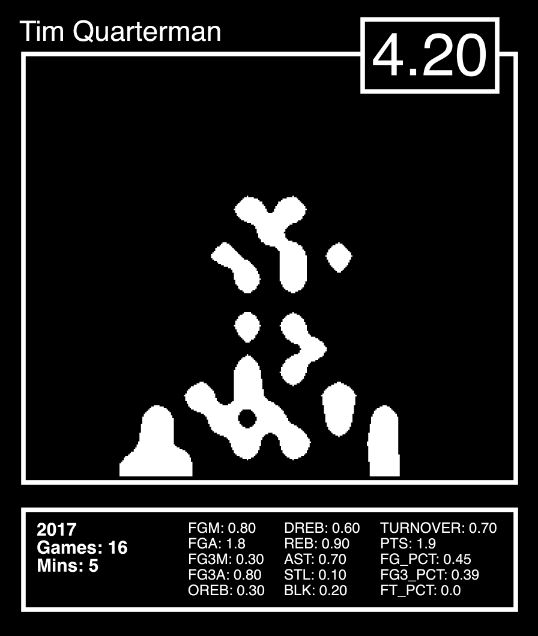 Tim Quarterman
4.20
2017
Games: 16
Mins: 5
FGM: 0.80
FGA: 1.8
FG3M: 0.30
FG3A: 0.80
OREB: 0.30
DREB: 0.60
REB: 0.90
AST: 0.70
STL: 0.10
BLK: 0.20
TURNOVER: 0.70
PTS: 1.9
FG_PCT: 0.45
FG3_PCT: 0.39
FT_PCT: 0.0